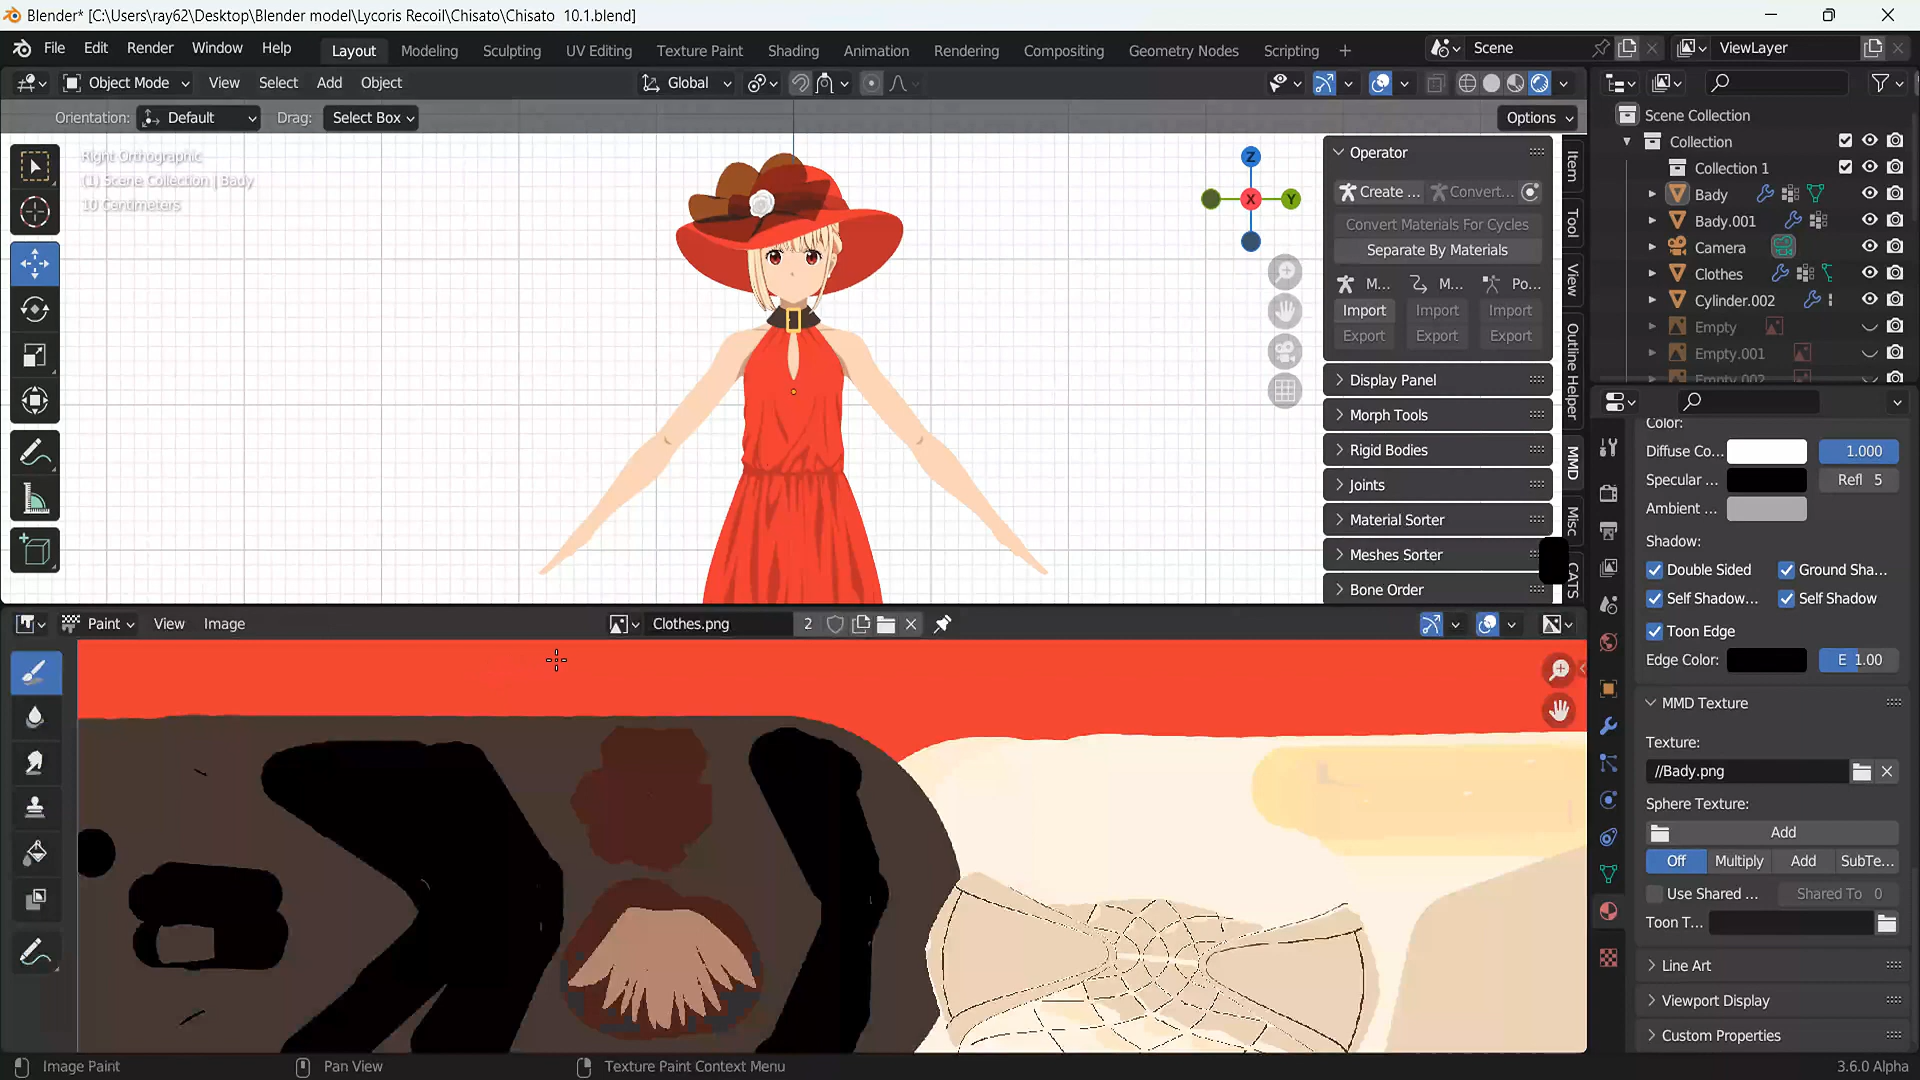 Blender* [C:\Users\ray62\Desktop\Blender model\Lycoris Recoil\Chisato\Chisato 10.1.blend]
File Edit Render Window Help
Layout Modeling Sculpting UV Editing Texture Paint Shading Animation Rendering Compositing Geometry Nodes Scripting +
Scene
ViewLayer
Object Mode View Select Add Object
Global
Orientation: Default Drag: Select Box
Options
Right Orthographic
(1) Scene Collection | Bady
10 Centimeters
Z
X
Y
Operator
Create ... Convert...
Convert Materials For Cycles
Separate By Materials
M... M... Po...
Import Import Import
Export Export Export
Display Panel
Morph Tools
Rigid Bodies
Joints
Material Sorter
Meshes Sorter
Bone Order
Item
Tool
View
Outline Helper
MMD
Misc
CATS
Scene Collection
Collection
Collection 1
Bady
Bady.001
Camera
Clothes
Cylinder.002
Empty
Empty.001
Empty.002
Color:
Diffuse Co... 1.000
Specular ... Refl 5
Ambient ...
Shadow:
Double Sided Ground Sha...
Self Shadow... Self Shadow
Toon Edge
Edge Color: E 1.00
MMD Texture
Texture:
//Bady.png
Sphere Texture:
Add
Off Multiply Add SubTe...
Use Shared ... Shared To 0
Toon T...
Line Art
Viewport Display
Custom Properties
Paint View Image
Clothes.png 2
Image Paint Pan View Texture Paint Context Menu
3.6.0 Alpha